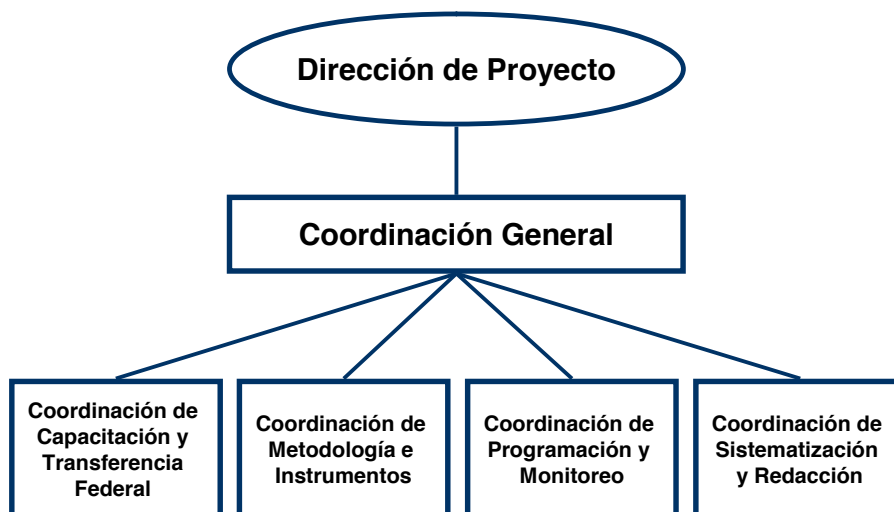 Dirección de Proyecto
Coordinación General
Coordinación de
Capacitación y
Transferencia
Federal
Coordinación de
Metodología e
Instrumentos
Coordinación de
Programación y
Monitoreo
Coordinación de
Sistematización
y Redacción